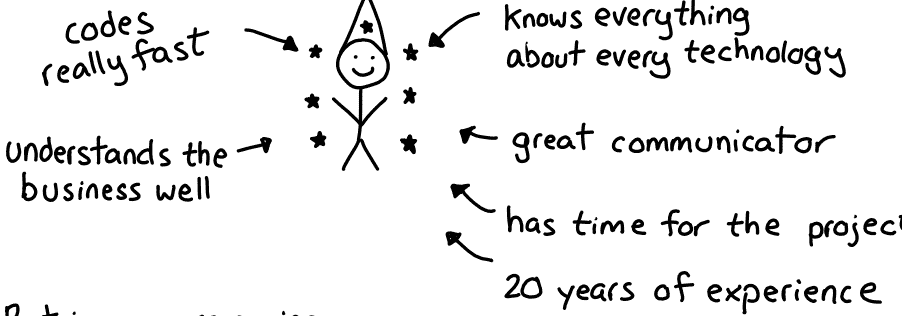 codes
really fast
knows everything
about every technology
understands the
business well
great communicator
has time for the project
20 years of experience